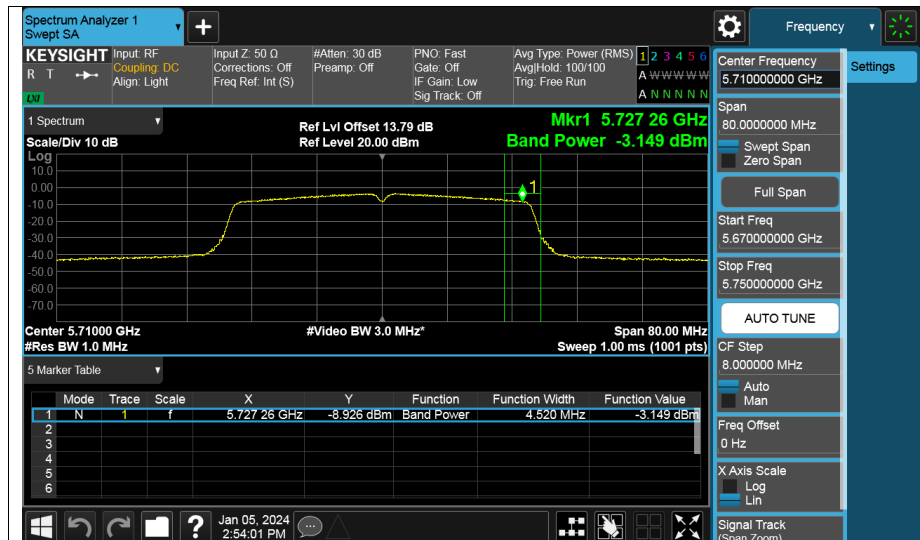 Spectrum Analyzer 1
Swept SA
+
Frequency
KEYSIGHT
R T
LXI
Input: RF
Coupling: DC
Align: Light
Input Z: 50 Ω
Corrections: Off
Freq Ref: Int (S)
#Atten: 30 dB
Preamp: Off
PNO: Fast
Gate: Off
IF Gain: Low
Sig Track: Off
Avg Type: Power (RMS)
Avg|Hold: 100/100
Trig: Free Run
1 2 3 4 5 6
A W W W W W
A N N N N N
Center Frequency
5.710000000 GHz
Settings
Span
80.0000000 MHz
Swept Span
Zero Span
Full Span
Start Freq
5.670000000 GHz
Stop Freq
5.750000000 GHz
AUTO TUNE
CF Step
8.000000 MHz
Auto
Man
Freq Offset
0 Hz
X Axis Scale
Log
Lin
Signal Track
(Span Zoom)
1 Spectrum
Scale/Div 10 dB
Ref Lvl Offset 13.79 dB
Ref Level 20.00 dBm
Mkr1 5.727 26 GHz
Band Power -3.149 dBm
Log
10.0
0.00
-10.0
-20.0
-30.0
-40.0
-50.0
-60.0
-70.0
1
Center 5.71000 GHz
#Res BW 1.0 MHz
#Video BW 3.0 MHz*
Span 80.00 MHz
Sweep 1.00 ms (1001 pts)
5 Marker Table
Mode Trace Scale X Y Function Function Width Function Value
1 N 1 f 5.727 26 GHz -8.926 dBm Band Power 4.520 MHz -3.149 dBm
2
3
4
5
6
?
Jan 05, 2024
2:54:01 PM